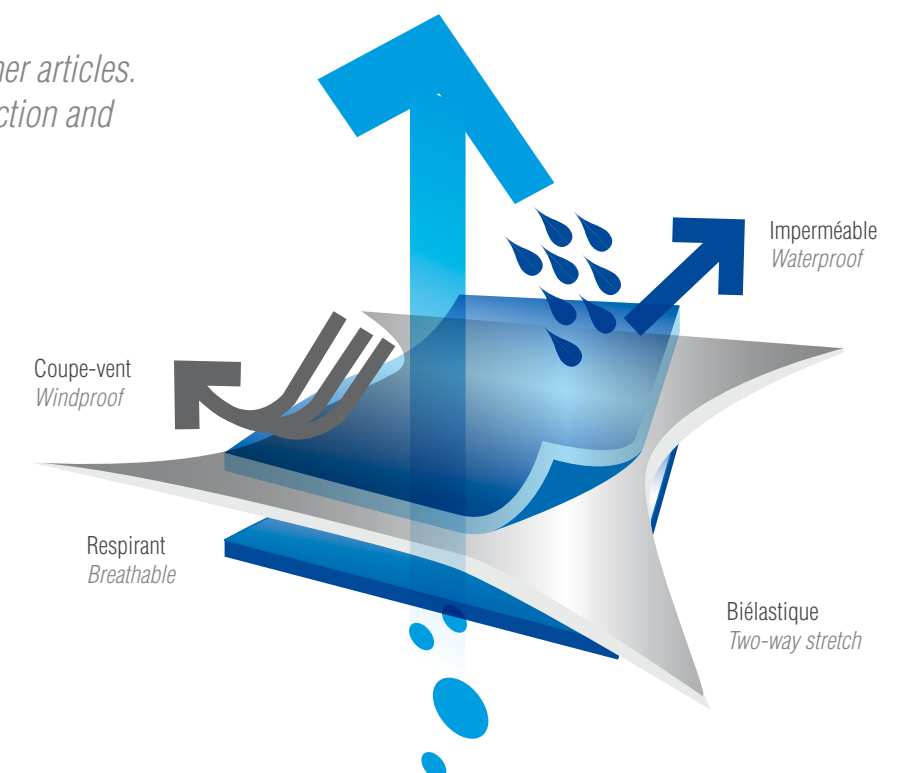 ner articles.
ction and
Imperméable
Waterproof
Coupe-vent
Windproof
Respirant
Breathable
Biélastique
Two-way stretch